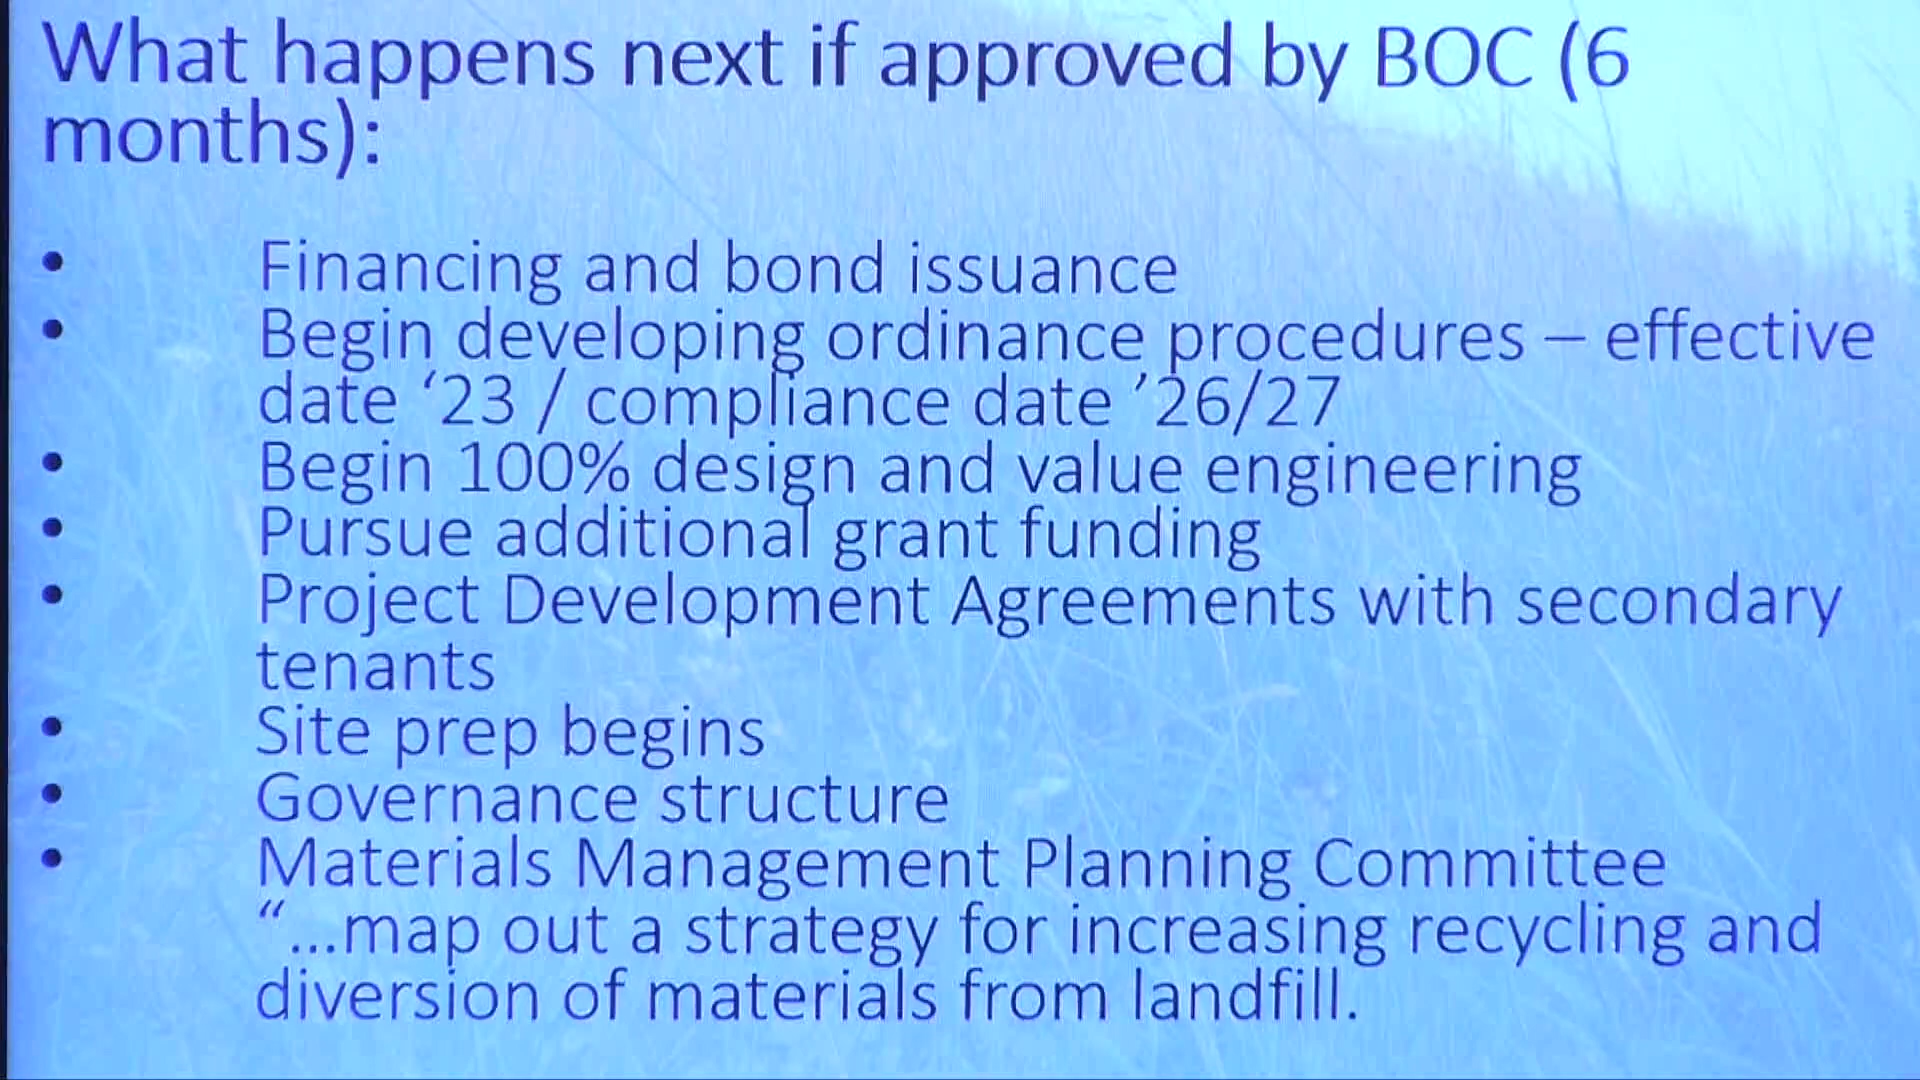 What happens next if approved by BOC (6
months):
• Financing and bond issuance
• Begin developing ordinance procedures – effective
date ‘23 / compliance date ’26/27
• Begin 100% design and value engineering
• Pursue additional grant funding
• Project Development Agreements with secondary
tenants
• Site prep begins
• Governance structure
• Materials Management Planning Committee
“...map out a strategy for increasing recycling and
diversion of materials from landfill.